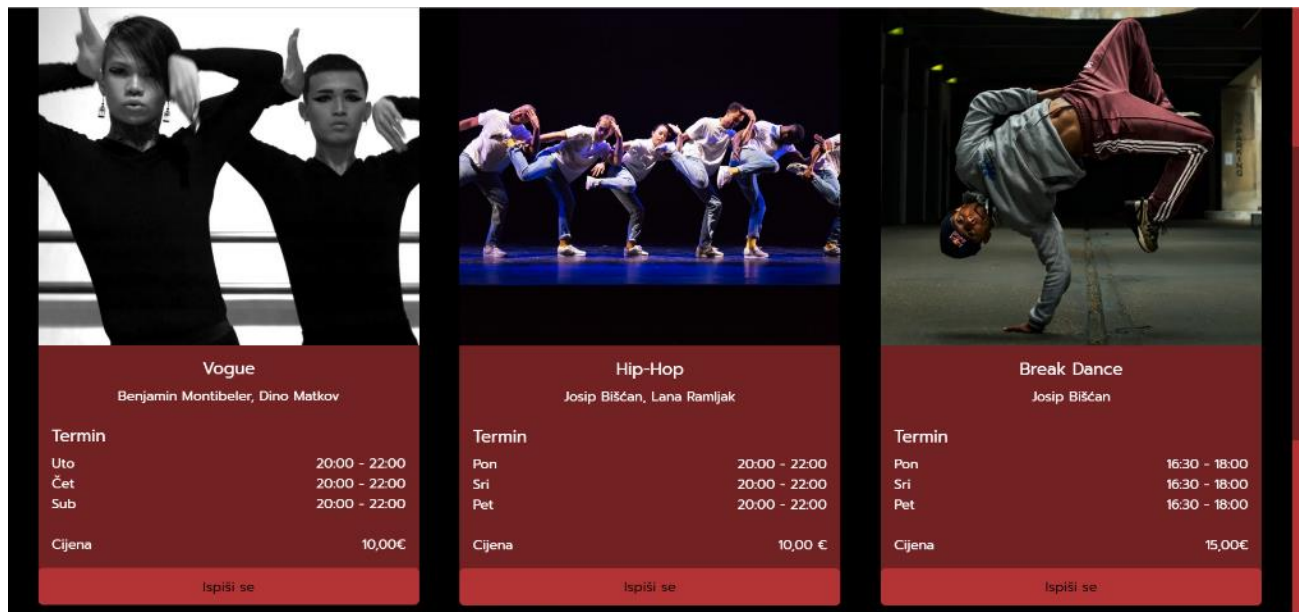 Vogue
Benjamin Montibeler, Dino Matkov
Termin
Uto 20:00 - 22:00
Čet 20:00 - 22:00
Sub 20:00 - 22:00
Cijena 10,00€
Ispiši se
Hip-Hop
Josip Bišćan, Lana Ramljak
Termin
Pon 20:00 - 22:00
Sri 20:00 - 22:00
Pet 20:00 - 22:00
Cijena 10,00 €
Ispiši se
PARKING
Break Dance
Josip Bišćan
Termin
Pon 16:30 - 18:00
Sri 16:30 - 18:00
Pet 16:30 - 18:00
Cijena 15,00€
Ispiši se